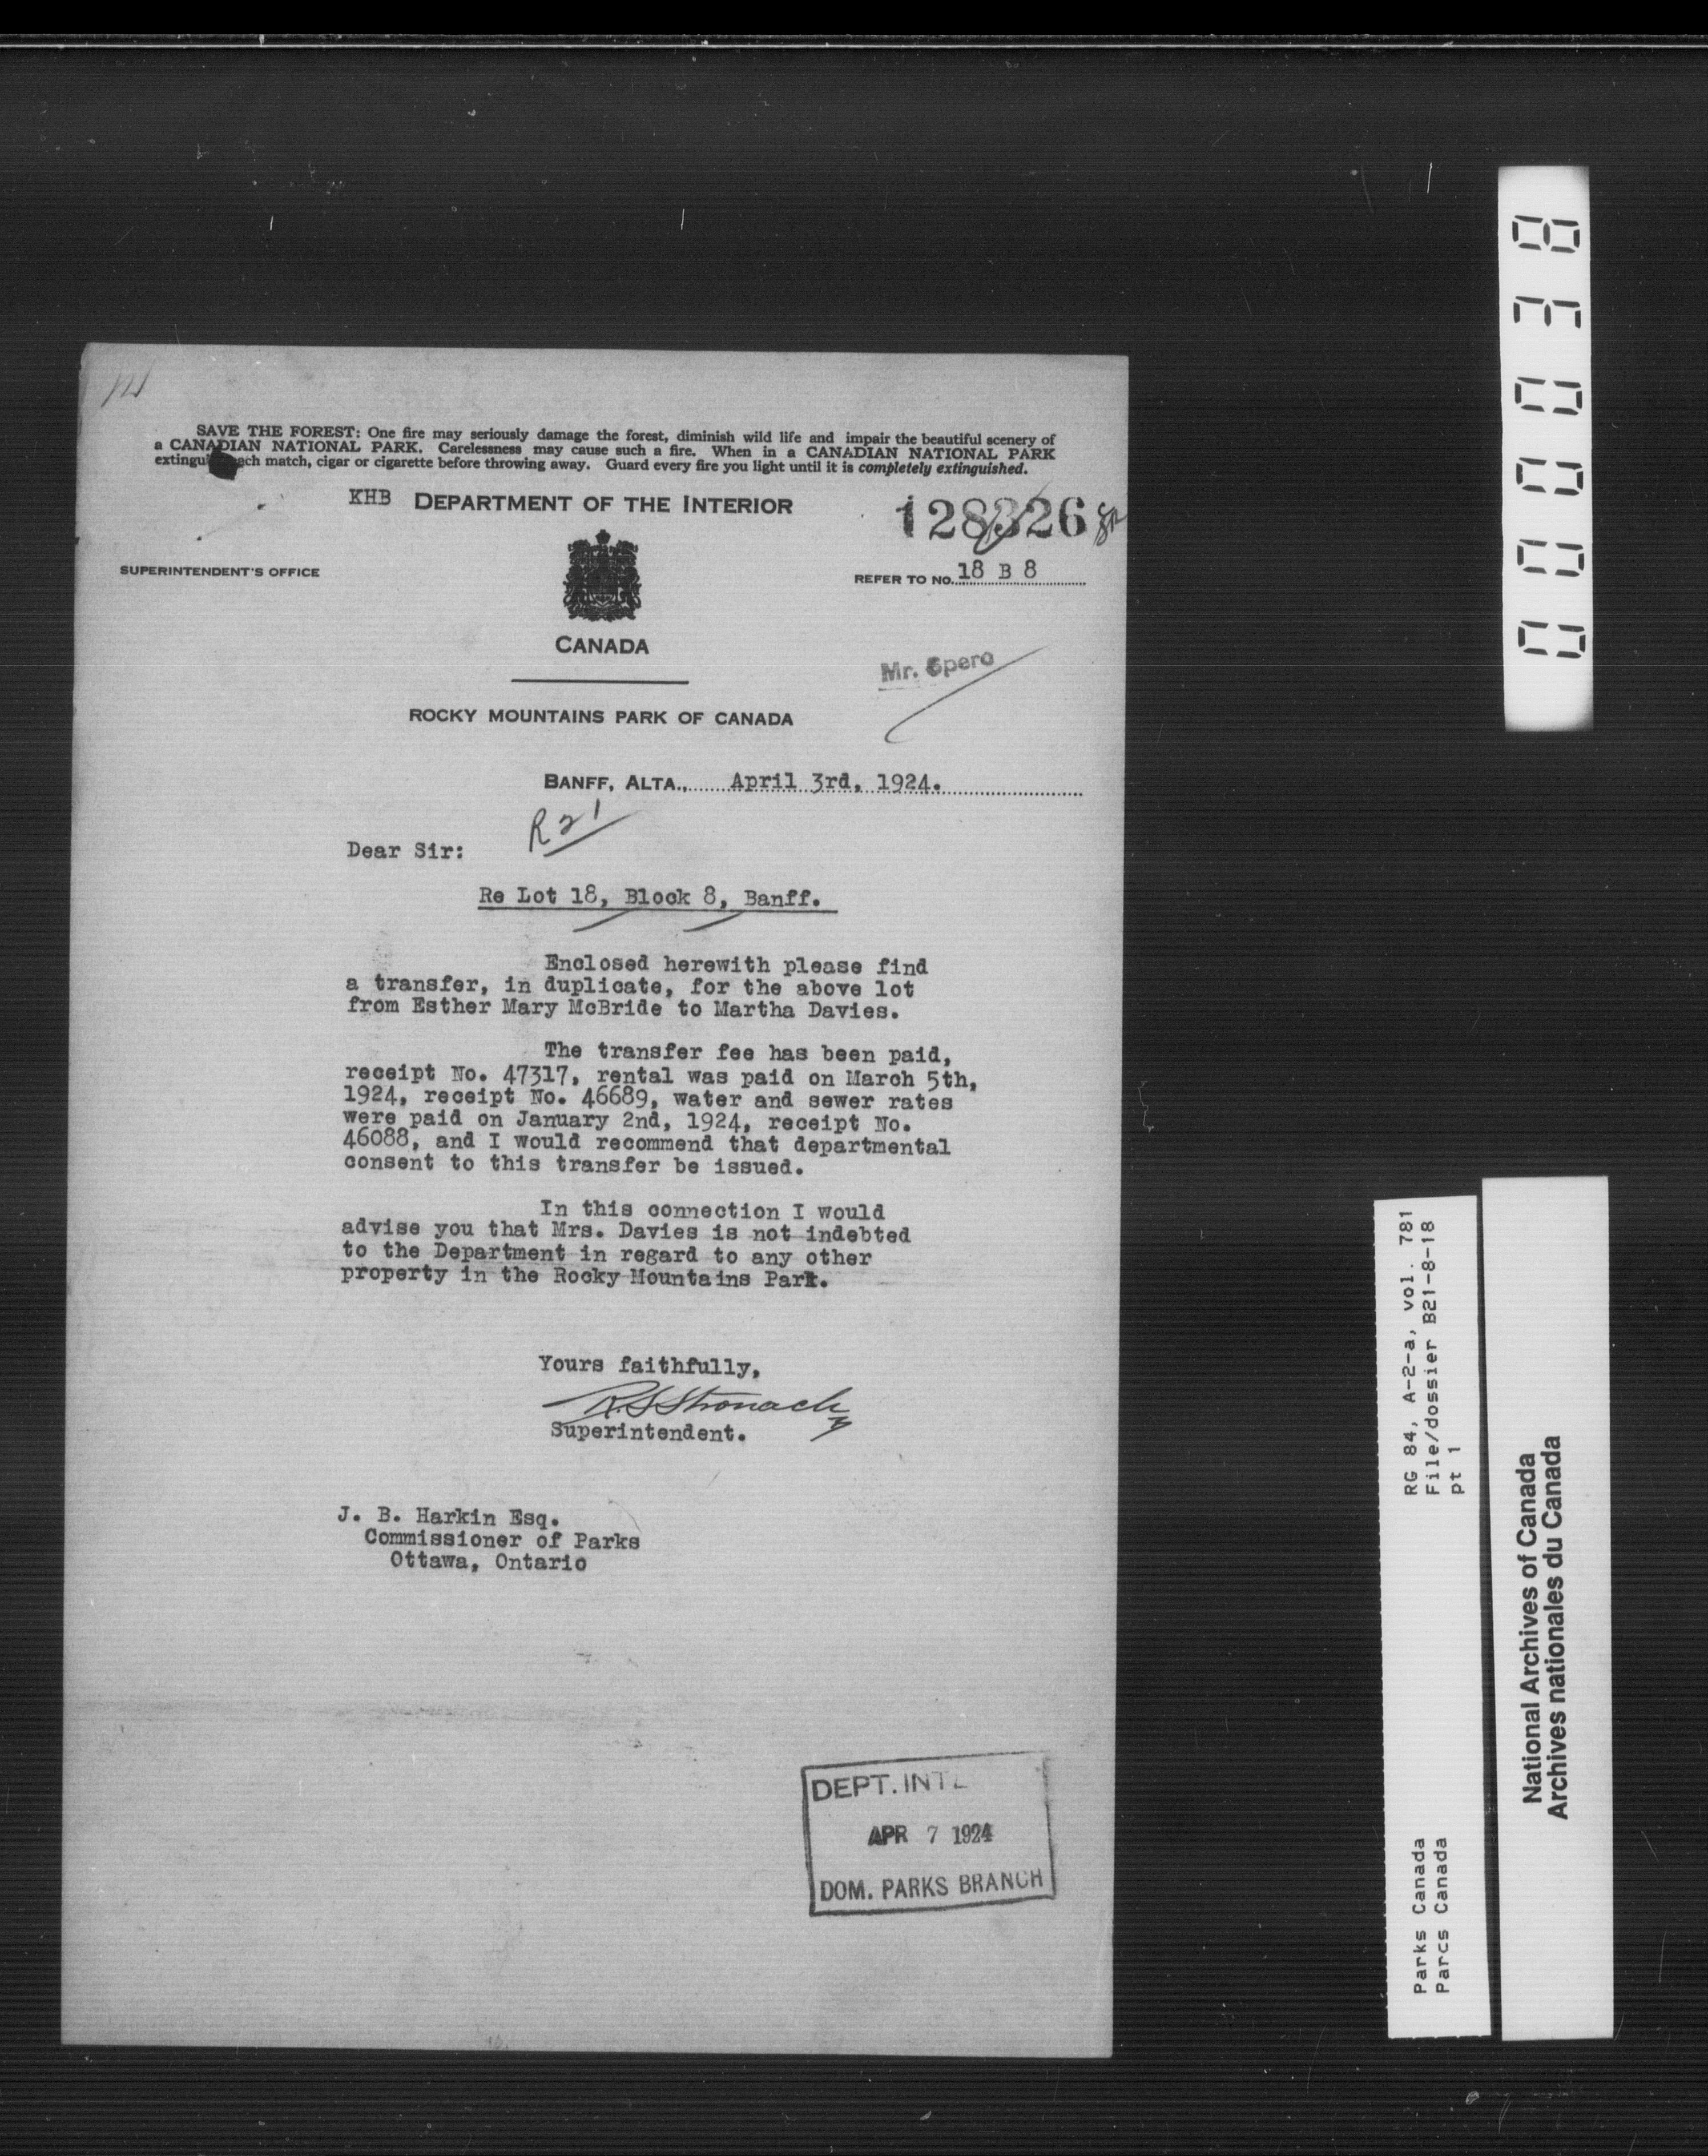 SAVE THE FOREST: One fire may seriously damage the forest, diminish wild life and impair the beautiful scenery of
a CANADIAN NATIONAL PARK. Carelessness may cause such a fire. When in a CANADIAN NATIONAL PARK
extingu ach match, cigar or cigarette before throwing away. Guard every fire you light until it is completely extinguished.
KHB DEPARTMENT OF THE INTERIOR
128326
SUPERINTENDENT'S OFFICE
REFER TO NO. 18 B 8
CANADA
Mr. Spero
ROCKY MOUNTAINS PARK OF CANADA
BANFF, ALTA., April 3rd, 1924.
R21
Dear Sir:
Re Lot 18, Block 8, Banff.
Enclosed herewith please find
a transfer, in duplicate, for the above lot
from Esther Mary McBride to Martha Davies.
The transfer fee has been paid,
receipt No. 47317, rental was paid on March 5th,
1924, receipt No. 46689, water and sewer rates
were paid on January 2nd, 1924, receipt No.
46088, and I would recommend that departmental
consent to this transfer be issued.
In this connection I would
advise you that Mrs. Davies is not indebted
to the Department in regard to any other
property in the Rocky Mountains Park.
Yours faithfully,
R.S Stronach
Superintendent.
J. B. Harkin Esq.
Commissioner of Parks
Ottawa, Ontario
DEPT. INT
APR 7 1924
DOM. PARKS BRANCH
000038
RG 84, A-2-a, vol. 781
File/dossier B21-8-18
pt 1
Parks Canada
Parcs Canada
National Archives of Canada
Archives nationales du Canada